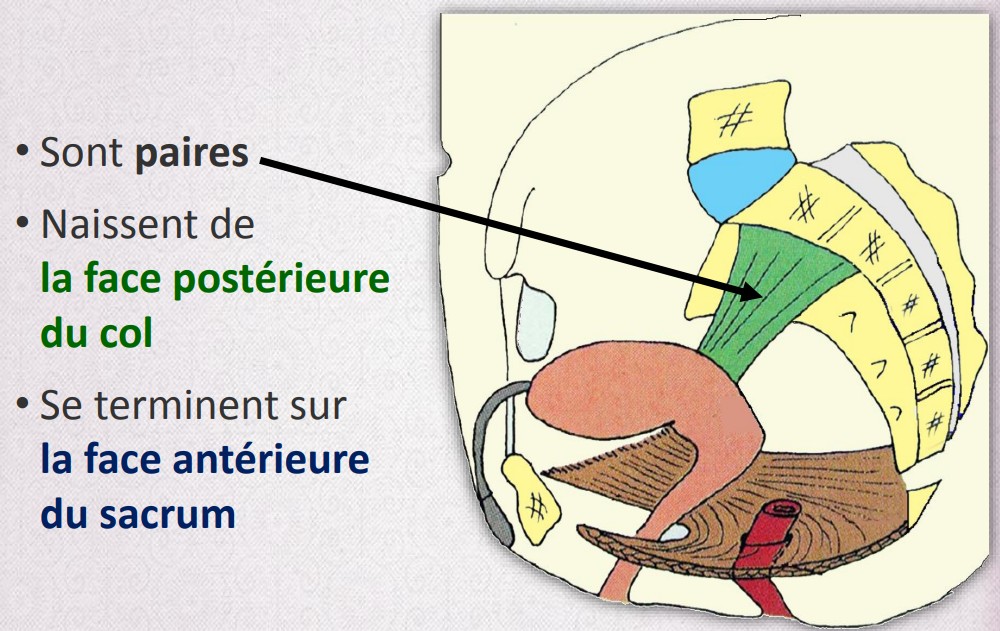 • Sont paires
• Naissent de
la face postérieure
du col
• Se terminent sur
la face antérieure
du sacrum